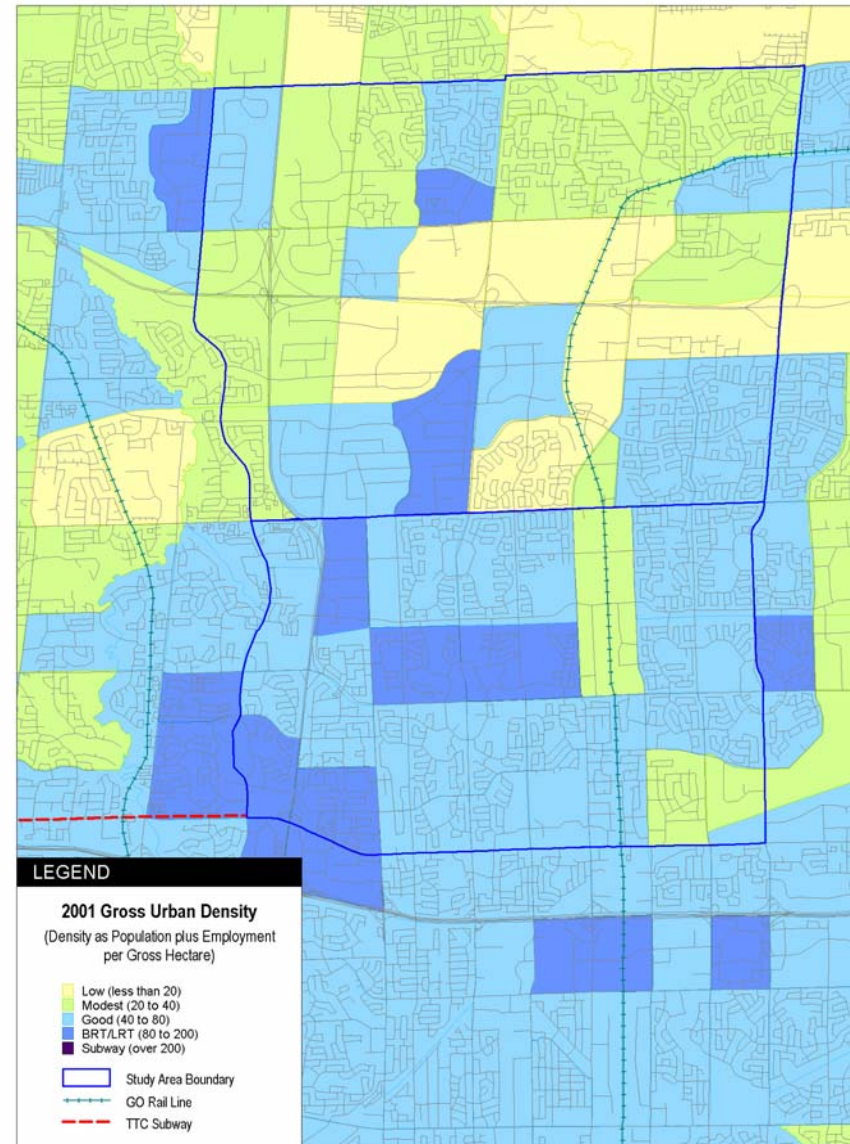 LEGEND
2001 Gross Urban Density
(Density as Population plus Employment
per Gross Hectare)
Low (less than 20)
Modest (20 to 40)
Good (40 to 80)
BRT/LRT (80 to 200)
Subway (over 200)
Study Area Boundary
GO Rail Line
TTC Subway